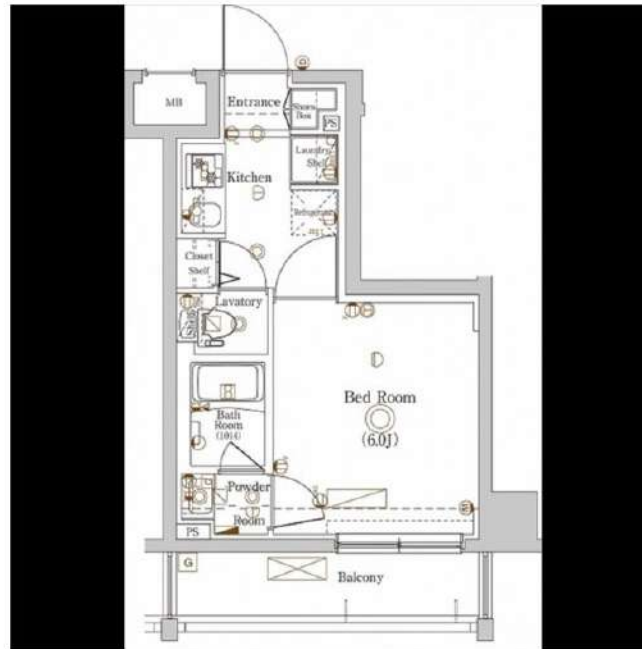 MB
Entrance
Shoes
Box
PS
Laundry
Shelf
Kitchen
Refrigerator
Closet
Shelf
Lavatory
Shelf
Bed Room
(6.0J)
Bath
Room
(1014)
Powder
Room
PS
G
Balcony